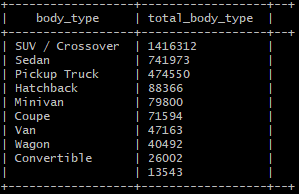 body_type | total_body_type |
SUV / Crossover | 1416312
Sedan | 741973
Pickup Truck | 474550
Hatchback | 88366
Minivan | 79800
Coupe | 71594
Van | 47163
Wagon | 40492
Convertible | 26002
13543